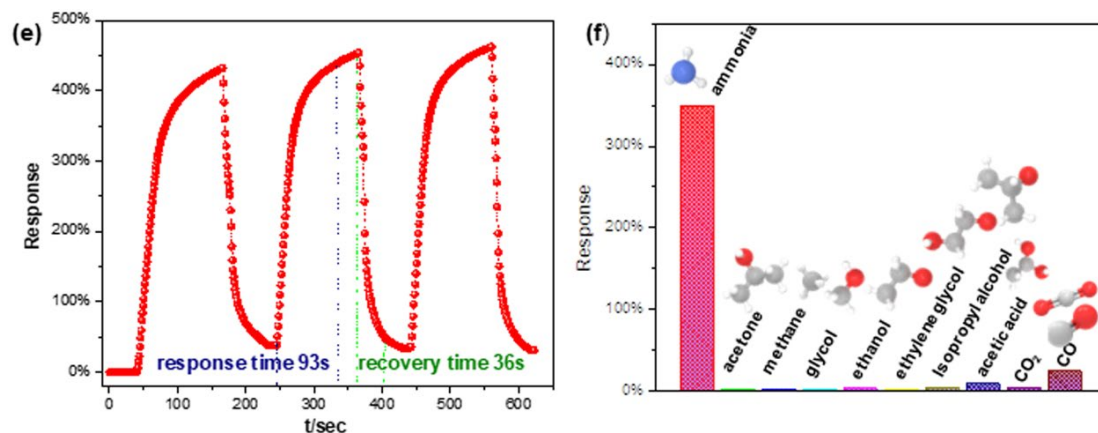 (e)
500%
400%
300%
200%
100%
0%
Response
response time 93s
recovery time 36s
0
100
200
300
400
500
600
t/sec
(f)
400%
300%
200%
100%
0%
Response
ammonia
acetone
methane
glycol
ethanol
ethylene glycol
Isopropyl alcohol
acetic acid
CO₂
CO